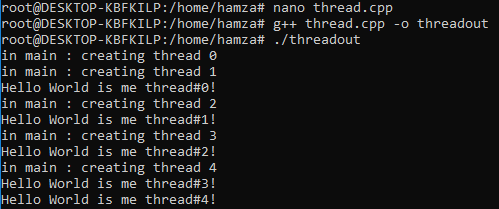 root@DESKTOP-KBFKILP:/home/hamza# nano thread.cpp
root@DESKTOP-KBFKILP:/home/hamza# g++ thread.cpp -o threadout
root@DESKTOP-KBFKILP:/home/hamza# ./threadout
in main : creating thread 0
in main : creating thread 1
Hello World is me thread#0!
in main : creating thread 2
Hello World is me thread#1!
in main : creating thread 3
Hello World is me thread#2!
in main : creating thread 4
Hello World is me thread#3!
Hello World is me thread#4!